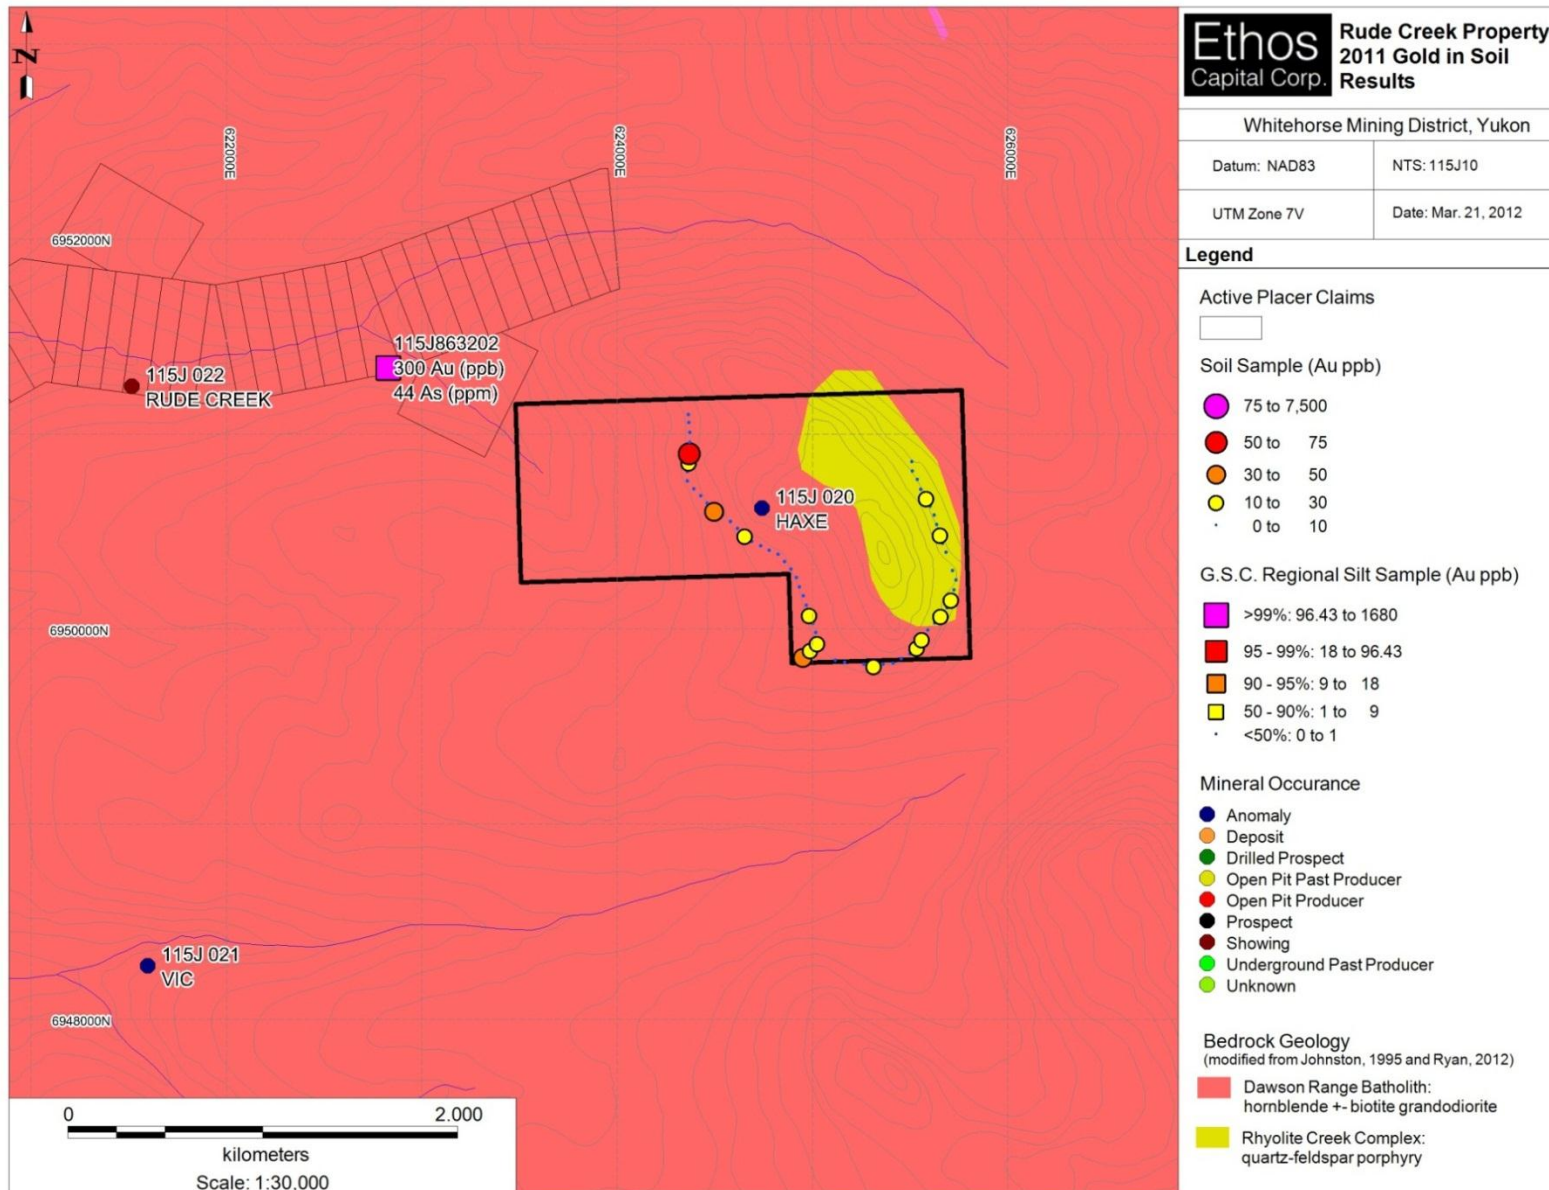 N
622000E
624000E
626000E
6952000N
6950000N
6948000N
115J863202
300 Au (ppb)
44 As (ppm)
115J 022
RUDE CREEK
115J 020
HAXE
115J 021
VIC
0 2.000
kilometers
Scale: 1:30,000
Ethos
Capital Corp.
Rude Creek Property
2011 Gold in Soil
Results
Whitehorse Mining District, Yukon
Datum: NAD83
NTS: 115J10
UTM Zone 7V
Date: Mar. 21, 2012
Legend
Active Placer Claims
Soil Sample (Au ppb)
75 to 7,500
50 to 75
30 to 50
10 to 30
0 to 10
G.S.C. Regional Silt Sample (Au ppb)
>99%: 96.43 to 1680
95 - 99%: 18 to 96.43
90 - 95%: 9 to 18
50 - 90%: 1 to 9
<50%: 0 to 1
Mineral Occurance
Anomaly
Deposit
Drilled Prospect
Open Pit Past Producer
Open Pit Producer
Prospect
Showing
Underground Past Producer
Unknown
Bedrock Geology
(modified from Johnston, 1995 and Ryan, 2012)
Dawson Range Batholith:
hornblende +- biotite grandodiorite
Rhyolite Creek Complex:
quartz-feldspar porphyry